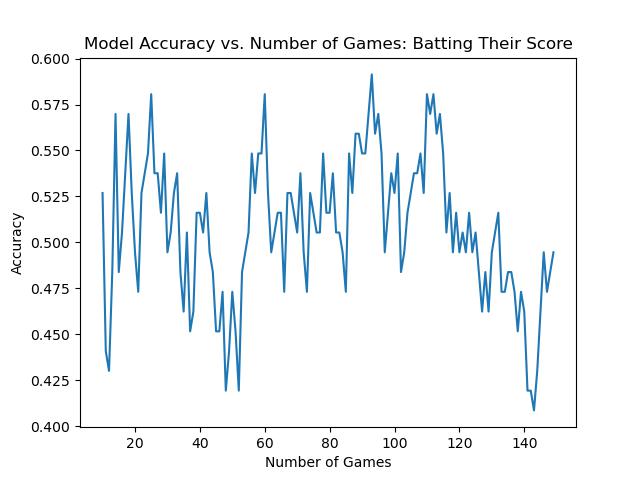 Model Accuracy vs. Number of Games: Batting Their Score
0.600
0.575
0.550
0.525
0.500
0.475
0.450
0.425
0.400
Accuracy
20 40 60 80 100 120 140
Number of Games